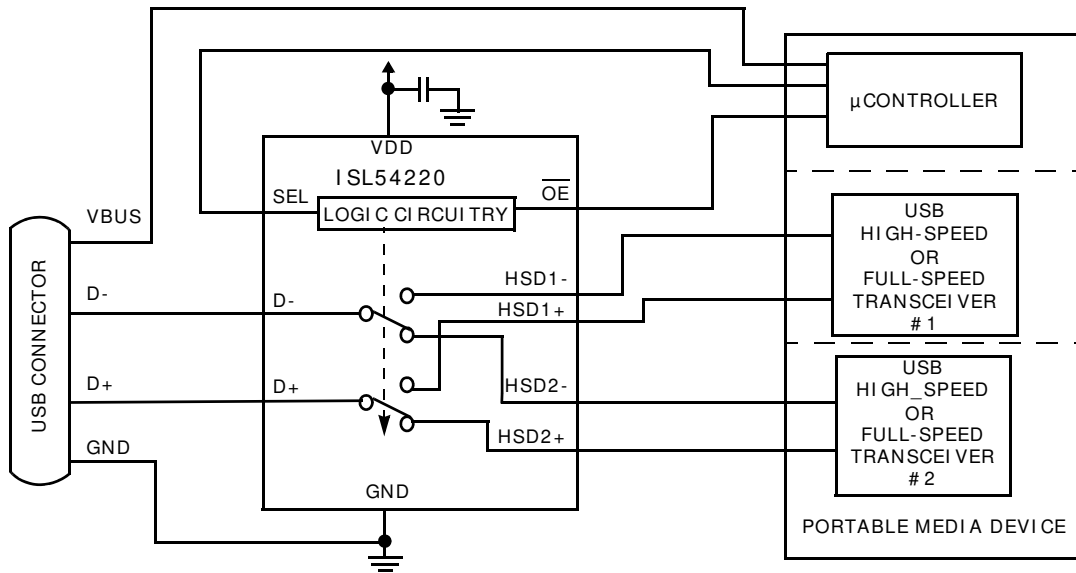 µCONTROLLER
VDD
ISL54220
SEL
OE
LOGIC CIRCUITRY
VBUS
USB CONNECTOR
D-
D-
D+
D+
GND
GND
HSD1-
HSD1+
HSD2-
HSD2+
USB
HIGH-SPEED
OR
FULL-SPEED
TRANSCEIVER
#1
USB
HIGH_SPEED
OR
FULL-SPEED
TRANSCEIVER
#2
PORTABLE MEDIA DEVICE